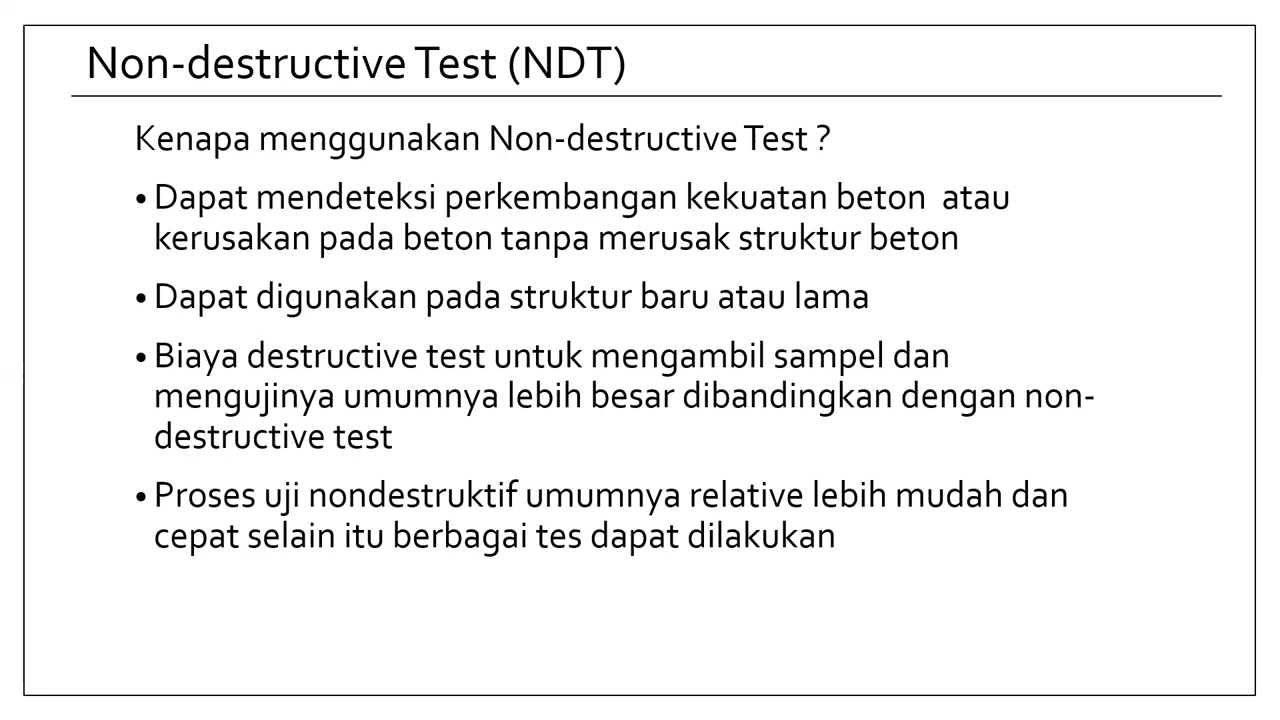 Non-destructive Test (NDT)
Kenapa menggunakan Non-destructive Test ?
• Dapat mendeteksi perkembangan kekuatan beton  atau
kerusakan pada beton tanpa merusak struktur beton
• Dapat digunakan pada struktur baru atau lama
• Biaya destructive test untuk mengambil sampel dan
mengujinya umumnya lebih besar dibandingkan dengan non-
destructive test
• Proses uji nondestruktif umumnya relative lebih mudah dan
cepat selain itu berbagai tes dapat dilakukan